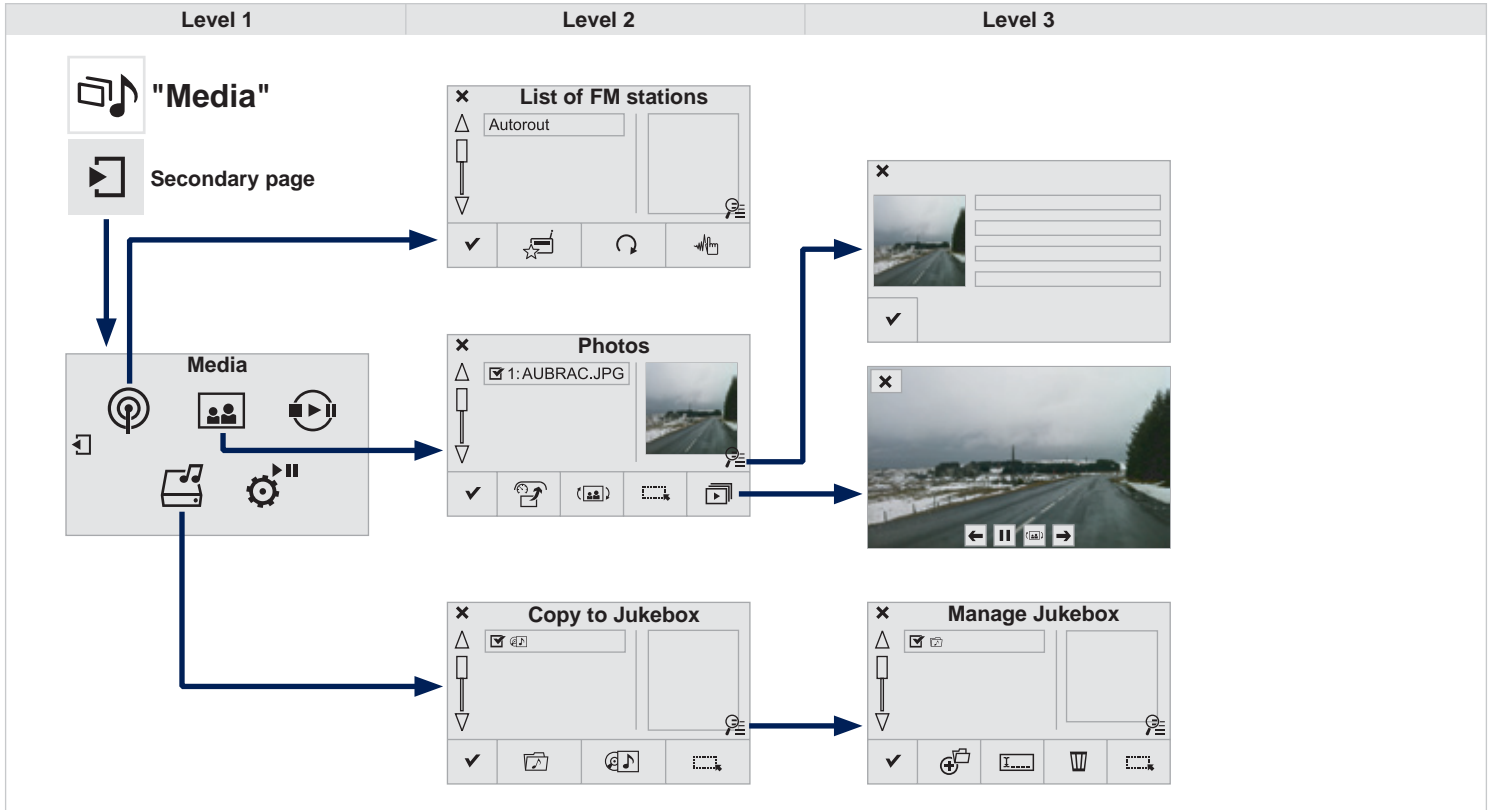 Level 1
Level 2
Level 3
"Media"
Secondary page
List of FM stations
Autorout
Media
Photos
1: AUBRAC.JPG
Copy to Jukebox
Manage Jukebox